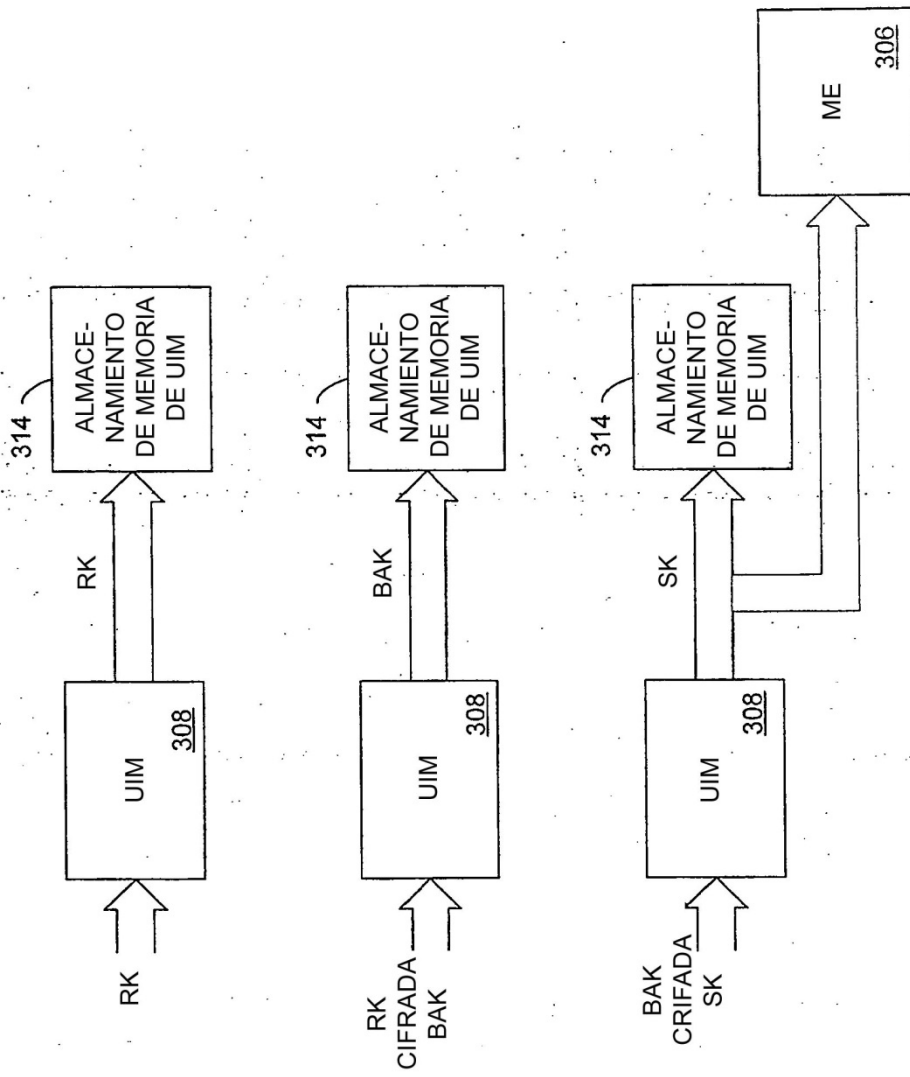 RK
UIM
308
RK
314
ALMACE-
NAMIENTO
DE MEMORIA
DE UIM
RK
CIFRADA
BAK
UIM
308
BAK
314
ALMACE-
NAMIENTO
DE MEMORIA
DE UIM
BAK
CRIFADA
SK
UIM
308
SK
314
ALMACE-
NAMIENTO
DE MEMORIA
DE UIM
ME
306